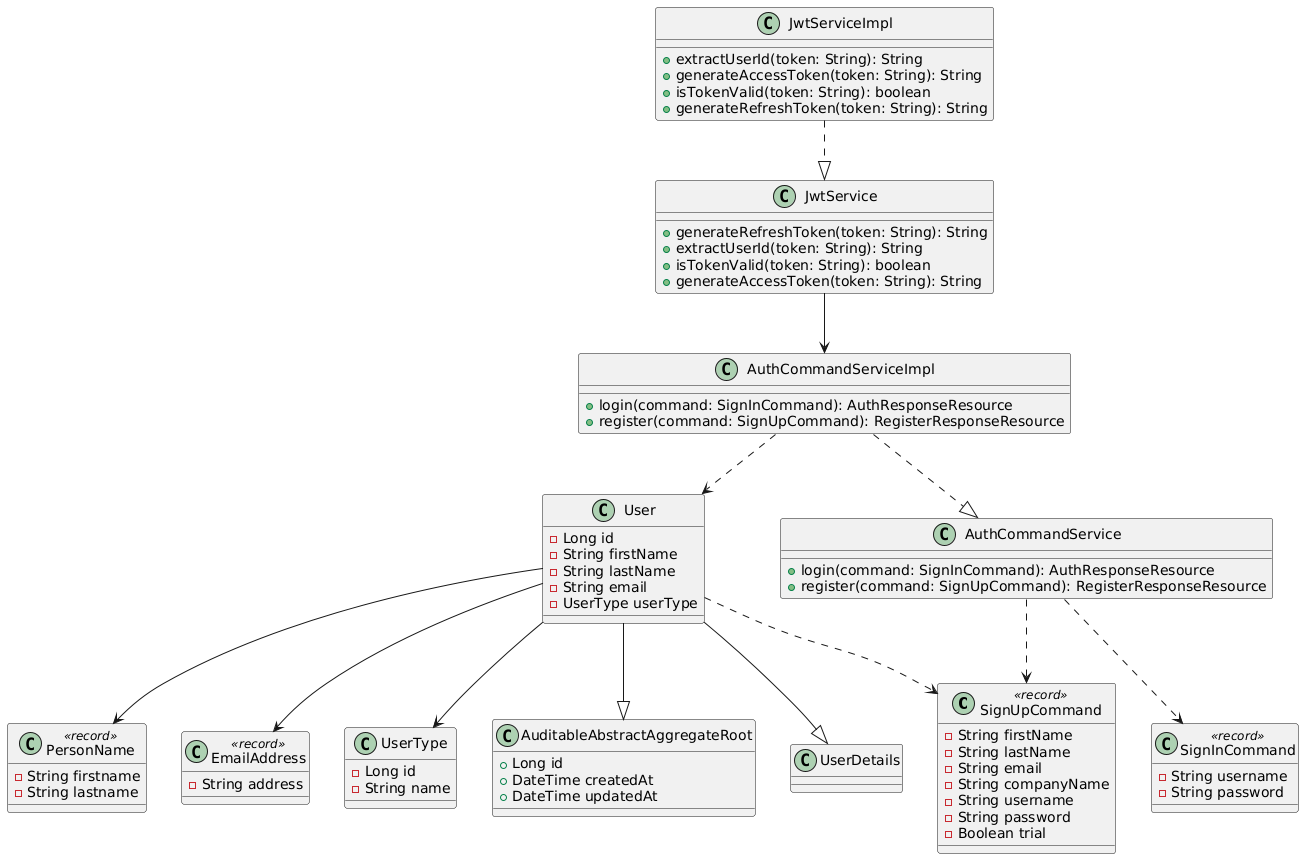 C JwtServiceImpl
extractUserId(token: String): String
generateAccessToken(token: String): String
isTokenValid(token: String): boolean
generateRefreshToken(token: String): String
C JwtService
generateRefreshToken(token: String): String
extractUserId(token: String): String
isTokenValid(token: String): boolean
generateAccessToken(token: String): String
C AuthCommandServiceImpl
login(command: SignInCommand): AuthResponseResource
register(command: SignUpCommand): RegisterResponseResource
C User
Long id
String firstName
String lastName
String email
UserType userType
C AuthCommandService
login(command: SignInCommand): AuthResponseResource
register(command: SignUpCommand): RegisterResponseResource
C «record»
PersonName
String firstname
String lastname
C «record»
EmailAddress
String address
C UserType
Long id
String name
C AuditableAbstractAggregateRoot
Long id
DateTime createdAt
DateTime updatedAt
C UserDetails
C «record»
SignUpCommand
String firstName
String lastName
String email
String companyName
String username
String password
Boolean trial
C «record»
SignInCommand
String username
String password